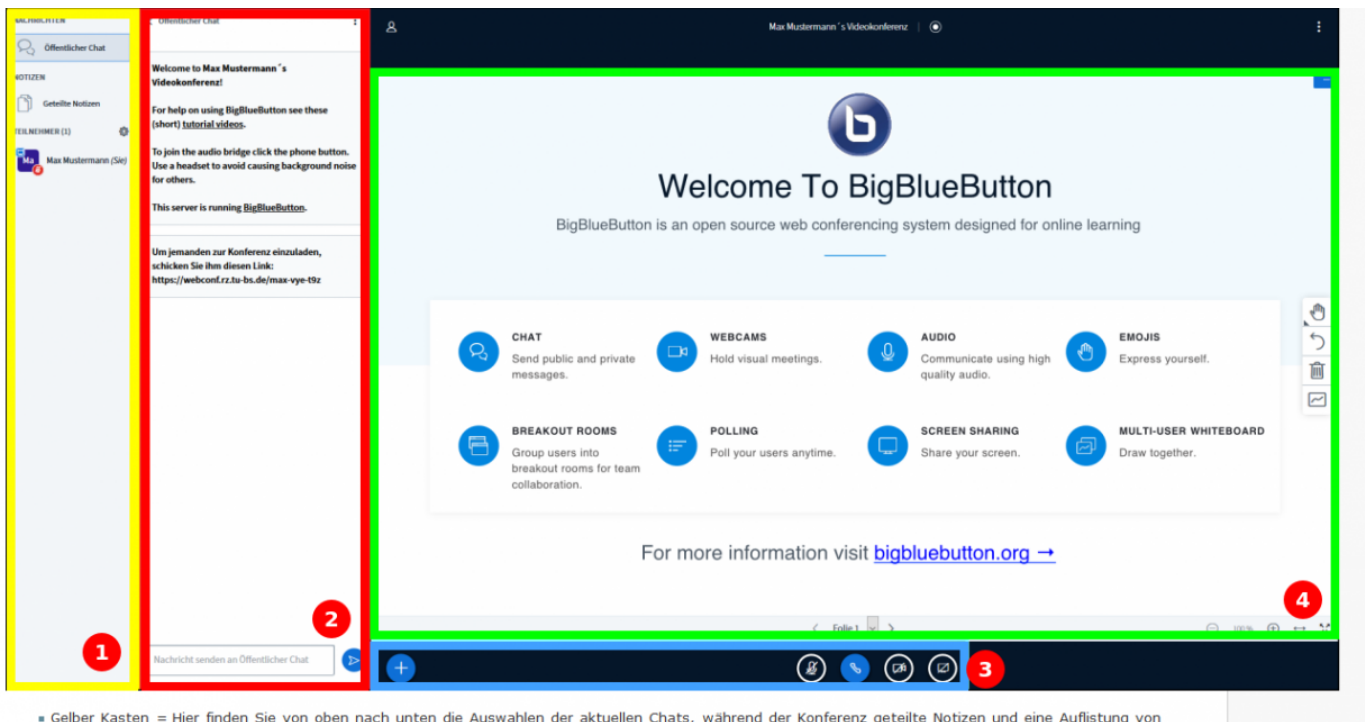 NACHRICHTEN
Öffentlicher Chat
NOTIZEN
Geteilte Notizen
TEILNEHMER (1)
Ma
Max Mustermann (Sie)
1
Öffentlicher Chat
Welcome to Max Mustermann´s
Videokonferenz!
For help on using BigBlueButton see these
(short) tutorial videos.
To join the audio bridge click the phone button.
Use a headset to avoid causing background noise
for others.
This server is running BigBlueButton.
Um jemanden zur Konferenz einzuladen,
schicken Sie ihm diesen Link:
https://webconf.rz.tu-bs.de/max-vye-t9z
2
Nachricht senden an Öffentlicher Chat
Max Mustermann´s Videokonferenz
b
Welcome To BigBlueButton
BigBlueButton is an open source web conferencing system designed for online learning
CHAT
Send public and private
messages.
WEBCAMS
Hold visual meetings.
AUDIO
Communicate using high
quality audio.
EMOJIS
Express yourself.
BREAKOUT ROOMS
Group users into
breakout rooms for team
collaboration.
POLLING
Poll your users anytime.
SCREEN SHARING
Share your screen.
MULTI-USER WHITEBOARD
Draw together.
For more information visit bigbluebutton.org →
4
Folie 1
100%
3
Gelber Kasten = Hier finden Sie von oben nach unten die Auswahlen der aktuellen Chats, während der Konferenz geteilte Notizen und eine Auflistung von